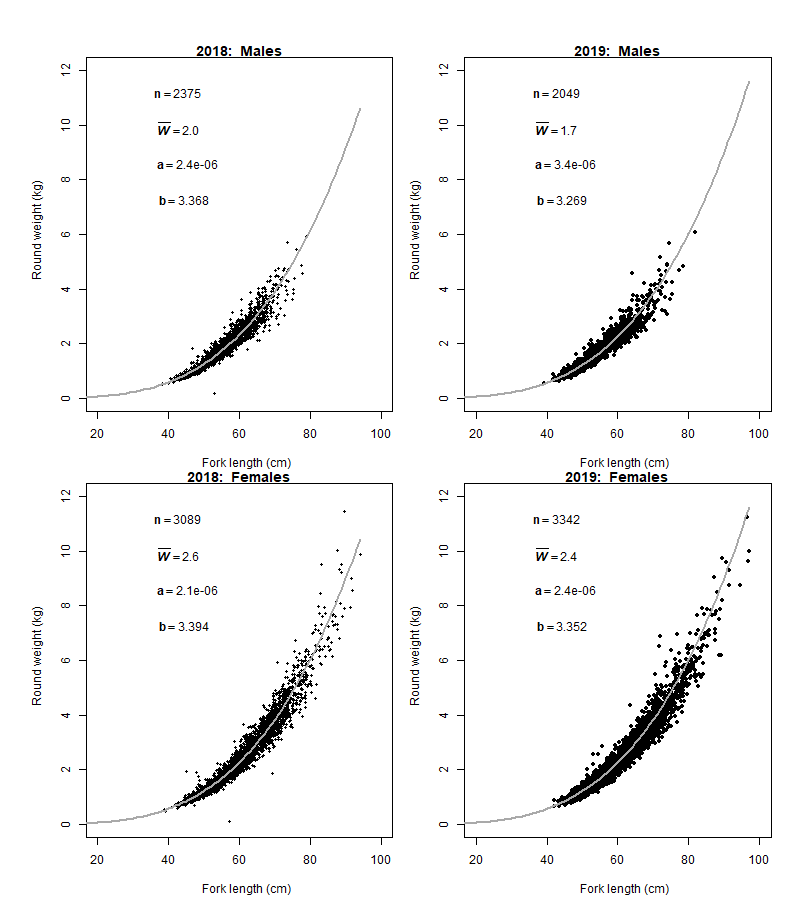 2018: Males
n = 2375
W = 2.0
a = 2.4e-06
b = 3.368
Round weight (kg)
12
10
8
6
4
2
0
20 40 60 80 100
Fork length (cm)
2019: Males
n = 2049
W = 1.7
a = 3.4e-06
b = 3.269
Round weight (kg)
12
10
8
6
4
2
0
20 40 60 80 100
Fork length (cm)
2018: Females
n = 3089
W = 2.6
a = 2.1e-06
b = 3.394
Round weight (kg)
12
10
8
6
4
2
0
20 40 60 80 100
Fork length (cm)
2019: Females
n = 3342
W = 2.4
a = 2.4e-06
b = 3.352
Round weight (kg)
12
10
8
6
4
2
0
20 40 60 80 100
Fork length (cm)